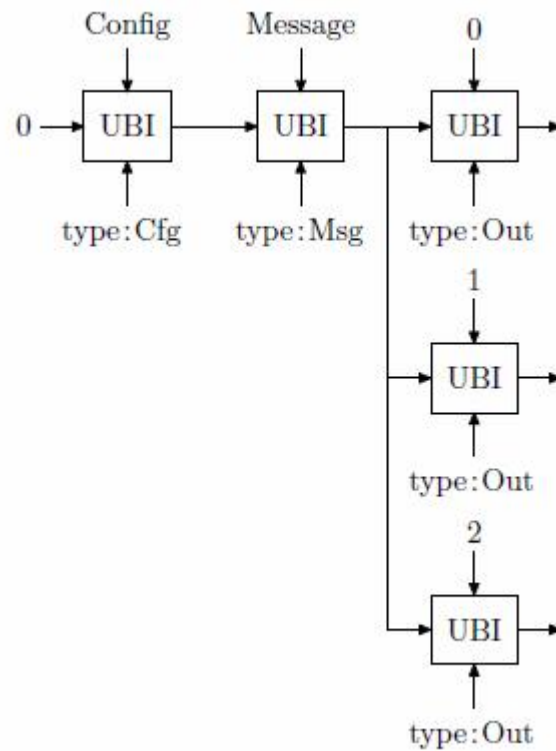 Config Message 0
0 UBI UBI UBI
type:Cfg type:Msg type:Out
1
UBI
type:Out
2
UBI
type:Out